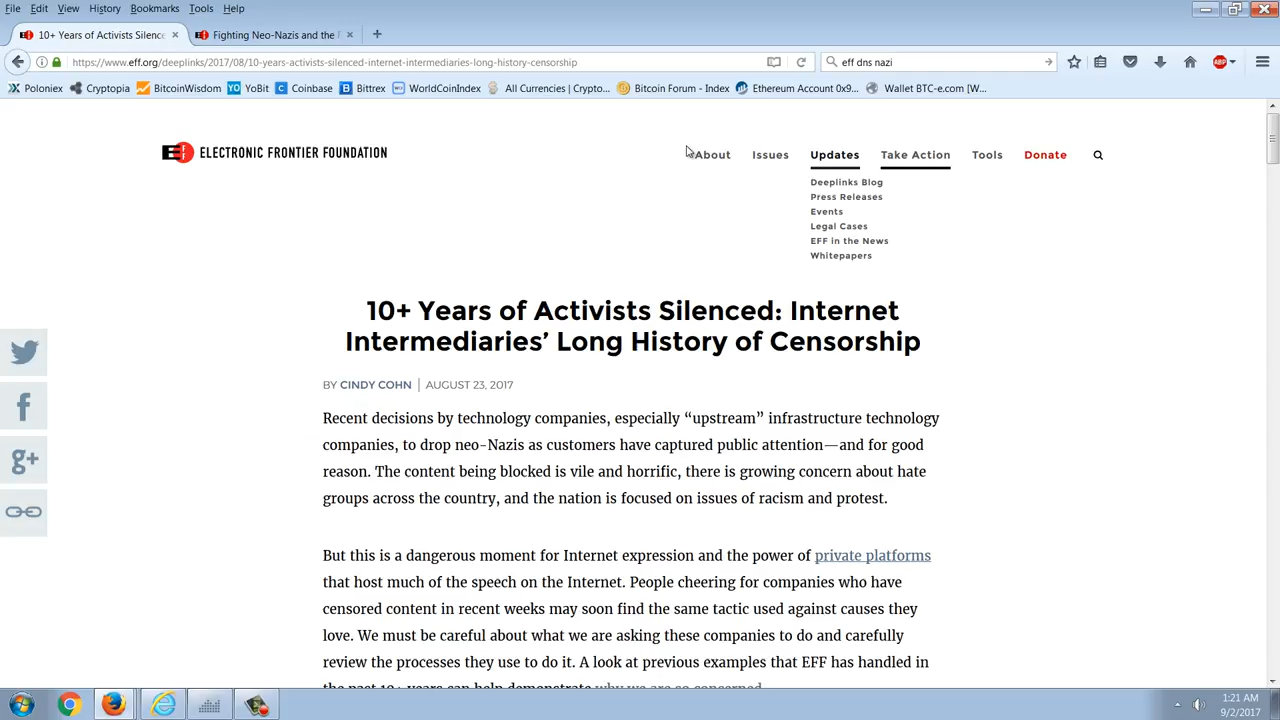 File Edit View History Bookmarks Tools Help
10+ Years of Activists Silence
Fighting Neo-Nazis and the
https://www.eff.org/deeplinks/2017/08/10-years-activists-silenced-internet-intermediaries-long-history-censorship
eff dns nazi
ABP
Poloniex Cryptopia BitcoinWisdom YO YoBit C Coinbase B Bittrex WorldCoinIndex All Currencies | Crypto... Bitcoin Forum - Index Ethereum Account 0x9... Wallet BTC-e.com [W...
EFF ELECTRONIC FRONTIER FOUNDATION
About Issues Updates Take Action Tools Donate
Deeplinks Blog
Press Releases
Events
Legal Cases
EFF in the News
Whitepapers
10+ Years of Activists Silenced: Internet
Intermediaries’ Long History of Censorship
BY CINDY COHN | AUGUST 23, 2017
Recent decisions by technology companies, especially “upstream” infrastructure technology
companies, to drop neo-Nazis as customers have captured public attention—and for good
reason. The content being blocked is vile and horrific, there is growing concern about hate
groups across the country, and the nation is focused on issues of racism and protest.
But this is a dangerous moment for Internet expression and the power of private platforms
that host much of the speech on the Internet. People cheering for companies who have
censored content in recent weeks may soon find the same tactic used against causes they
love. We must be careful about what we are asking these companies to do and carefully
review the processes they use to do it. A look at previous examples that EFF has handled in
the past 10+ years can help demonstrate why we are so concerned.
1:21 AM
9/2/2017